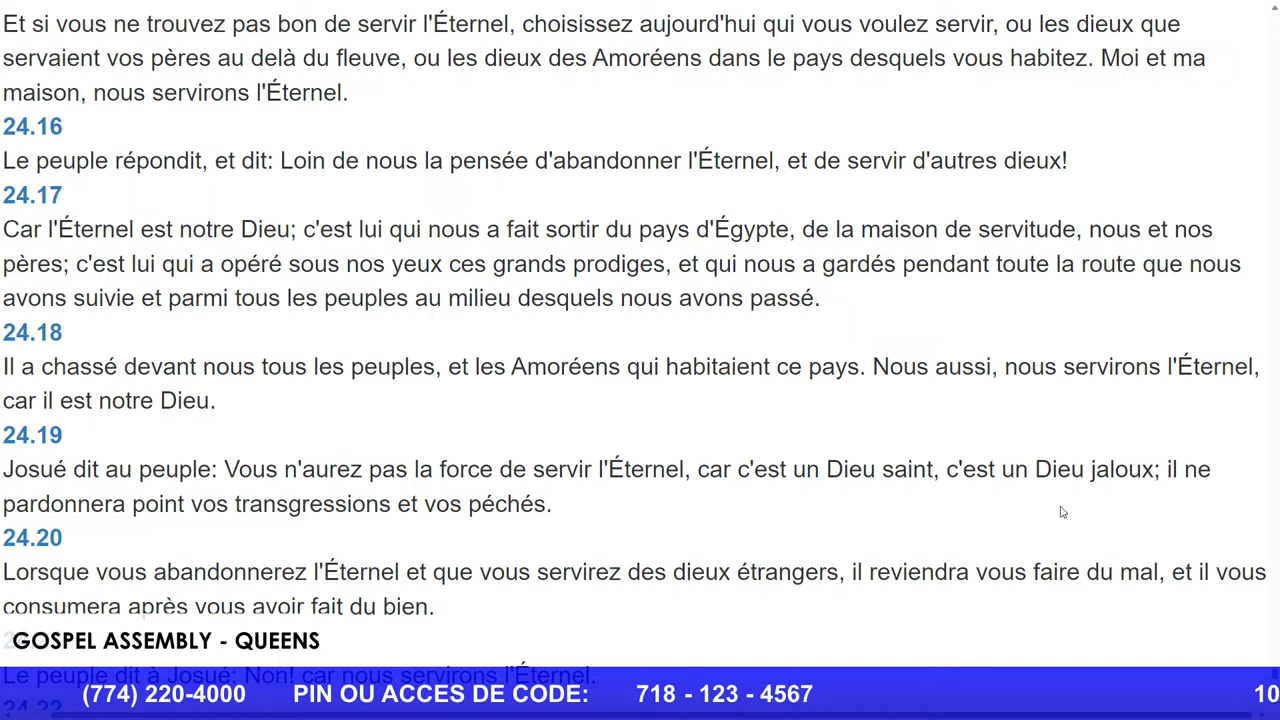 Et si vous ne trouvez pas bon de servir l'Éternel, choisissez aujourd'hui qui vous voulez servir, ou les dieux que
servaient vos pères au delà du fleuve, ou les dieux des Amoréens dans le pays desquels vous habitez. Moi et ma
maison, nous servirons l'Éternel.
24.16
Le peuple répondit, et dit: Loin de nous la pensée d'abandonner l'Éternel, et de servir d'autres dieux!
24.17
Car l'Éternel est notre Dieu; c'est lui qui nous a fait sortir du pays d'Égypte, de la maison de servitude, nous et nos
pères; c'est lui qui a opéré sous nos yeux ces grands prodiges, et qui nous a gardés pendant toute la route que nous
avons suivie et parmi tous les peuples au milieu desquels nous avons passé.
24.18
Il a chassé devant nous tous les peuples, et les Amoréens qui habitaient ce pays. Nous aussi, nous servirons l'Éternel,
car il est notre Dieu.
24.19
Josué dit au peuple: Vous n'aurez pas la force de servir l'Éternel, car c'est un Dieu saint, c'est un Dieu jaloux; il ne
pardonnera point vos transgressions et vos péchés.
24.20
Lorsque vous abandonnerez l'Éternel et que vous servirez des dieux étrangers, il reviendra vous faire du mal, et il vous
consumera après vous avoir fait du bien.
GOSPEL ASSEMBLY - QUEENS
Le peuple dit à Josué: Non! car nous servirons l'Éternel.
(774) 220-4000 PIN OU ACCES DE CODE: 718 - 123 - 4567 10
24.22